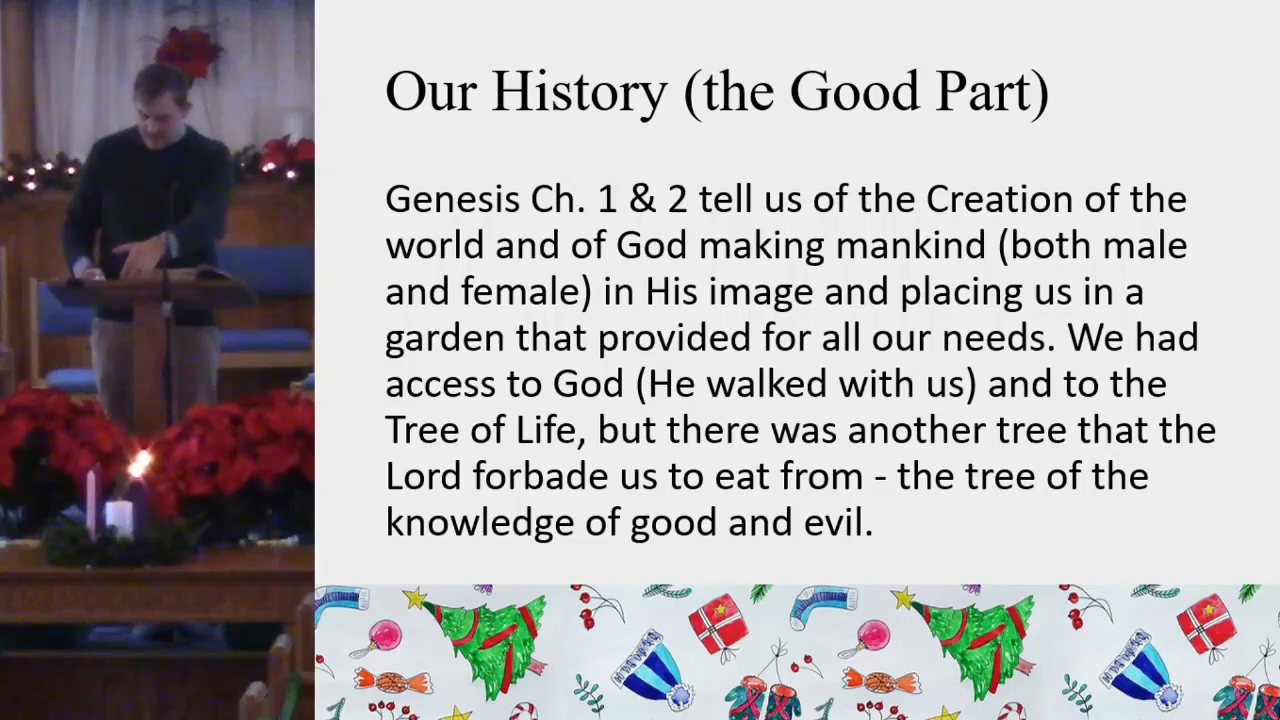 Our History (the Good Part)
Genesis Ch. 1 & 2 tell us of the Creation of the
world and of God making mankind (both male
and female) in His image and placing us in a
garden that provided for all our needs. We had
access to God (He walked with us) and to the
Tree of Life, but there was another tree that the
Lord forbade us to eat from - the tree of the
knowledge of good and evil.